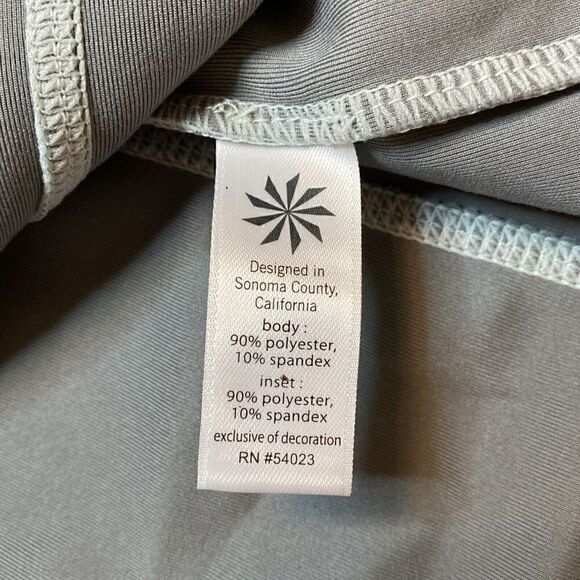 Designed in
Sonoma County,
California
body :
90% polyester,
10% spandex
inset :
90% polyester,
10% spandex
exclusive of decoration
RN #54023